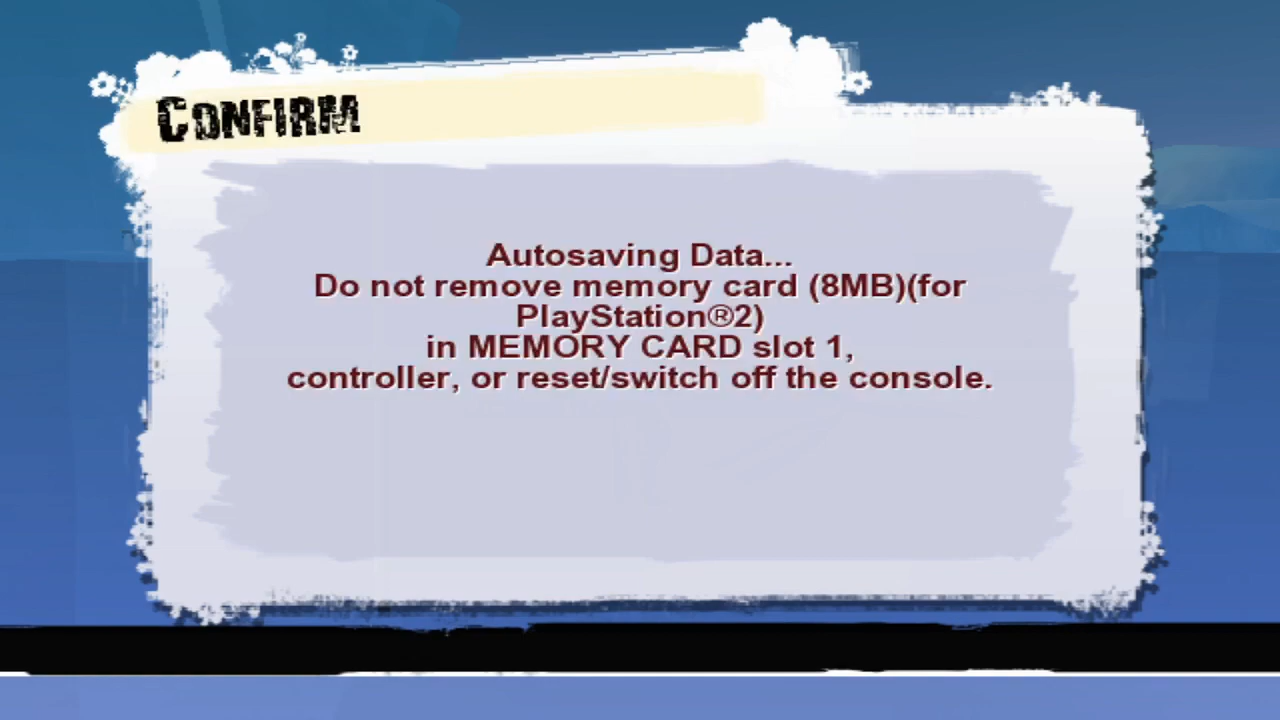 Confirm
Autosaving Data...
Do not remove memory card (8MB)(for
PlayStation®2)
in MEMORY CARD slot 1,
controller, or reset/switch off the console.